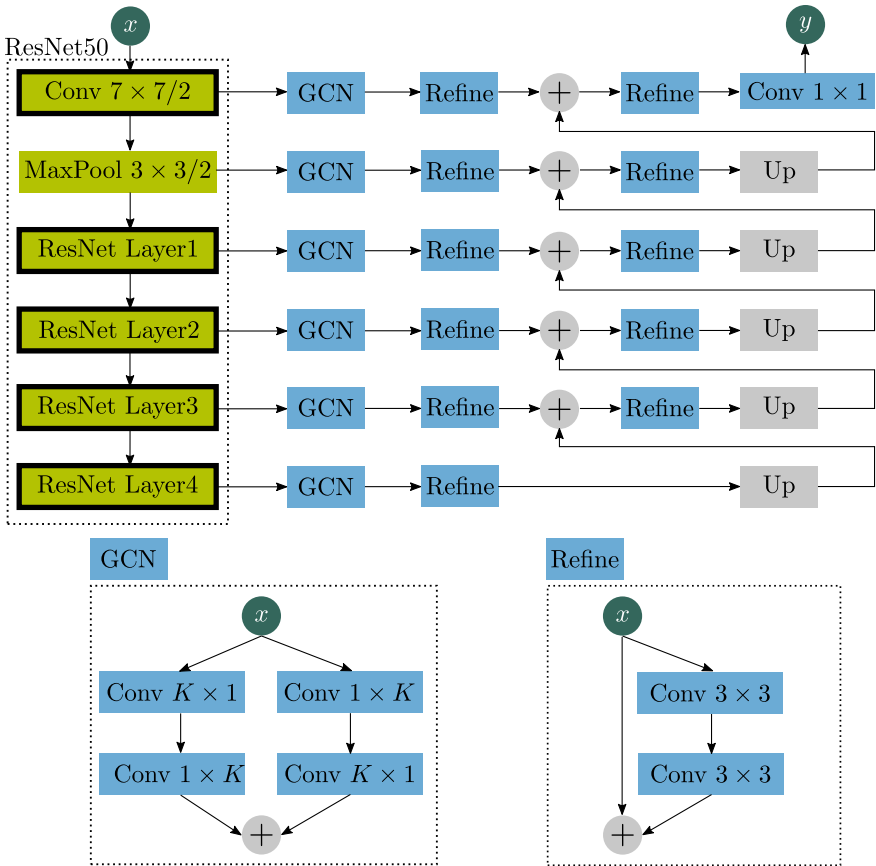 x
y
ResNet50
Conv 7 × 7/2 GCN Refine + Refine Conv 1 × 1
MaxPool 3 × 3/2 GCN Refine + Refine Up
ResNet Layer1 GCN Refine + Refine Up
ResNet Layer2 GCN Refine + Refine Up
ResNet Layer3 GCN Refine + Refine Up
ResNet Layer4 GCN Refine Up
GCN
x
Conv K × 1 Conv 1 × K
Conv 1 × K Conv K × 1
+
Refine
x
Conv 3 × 3
Conv 3 × 3
+